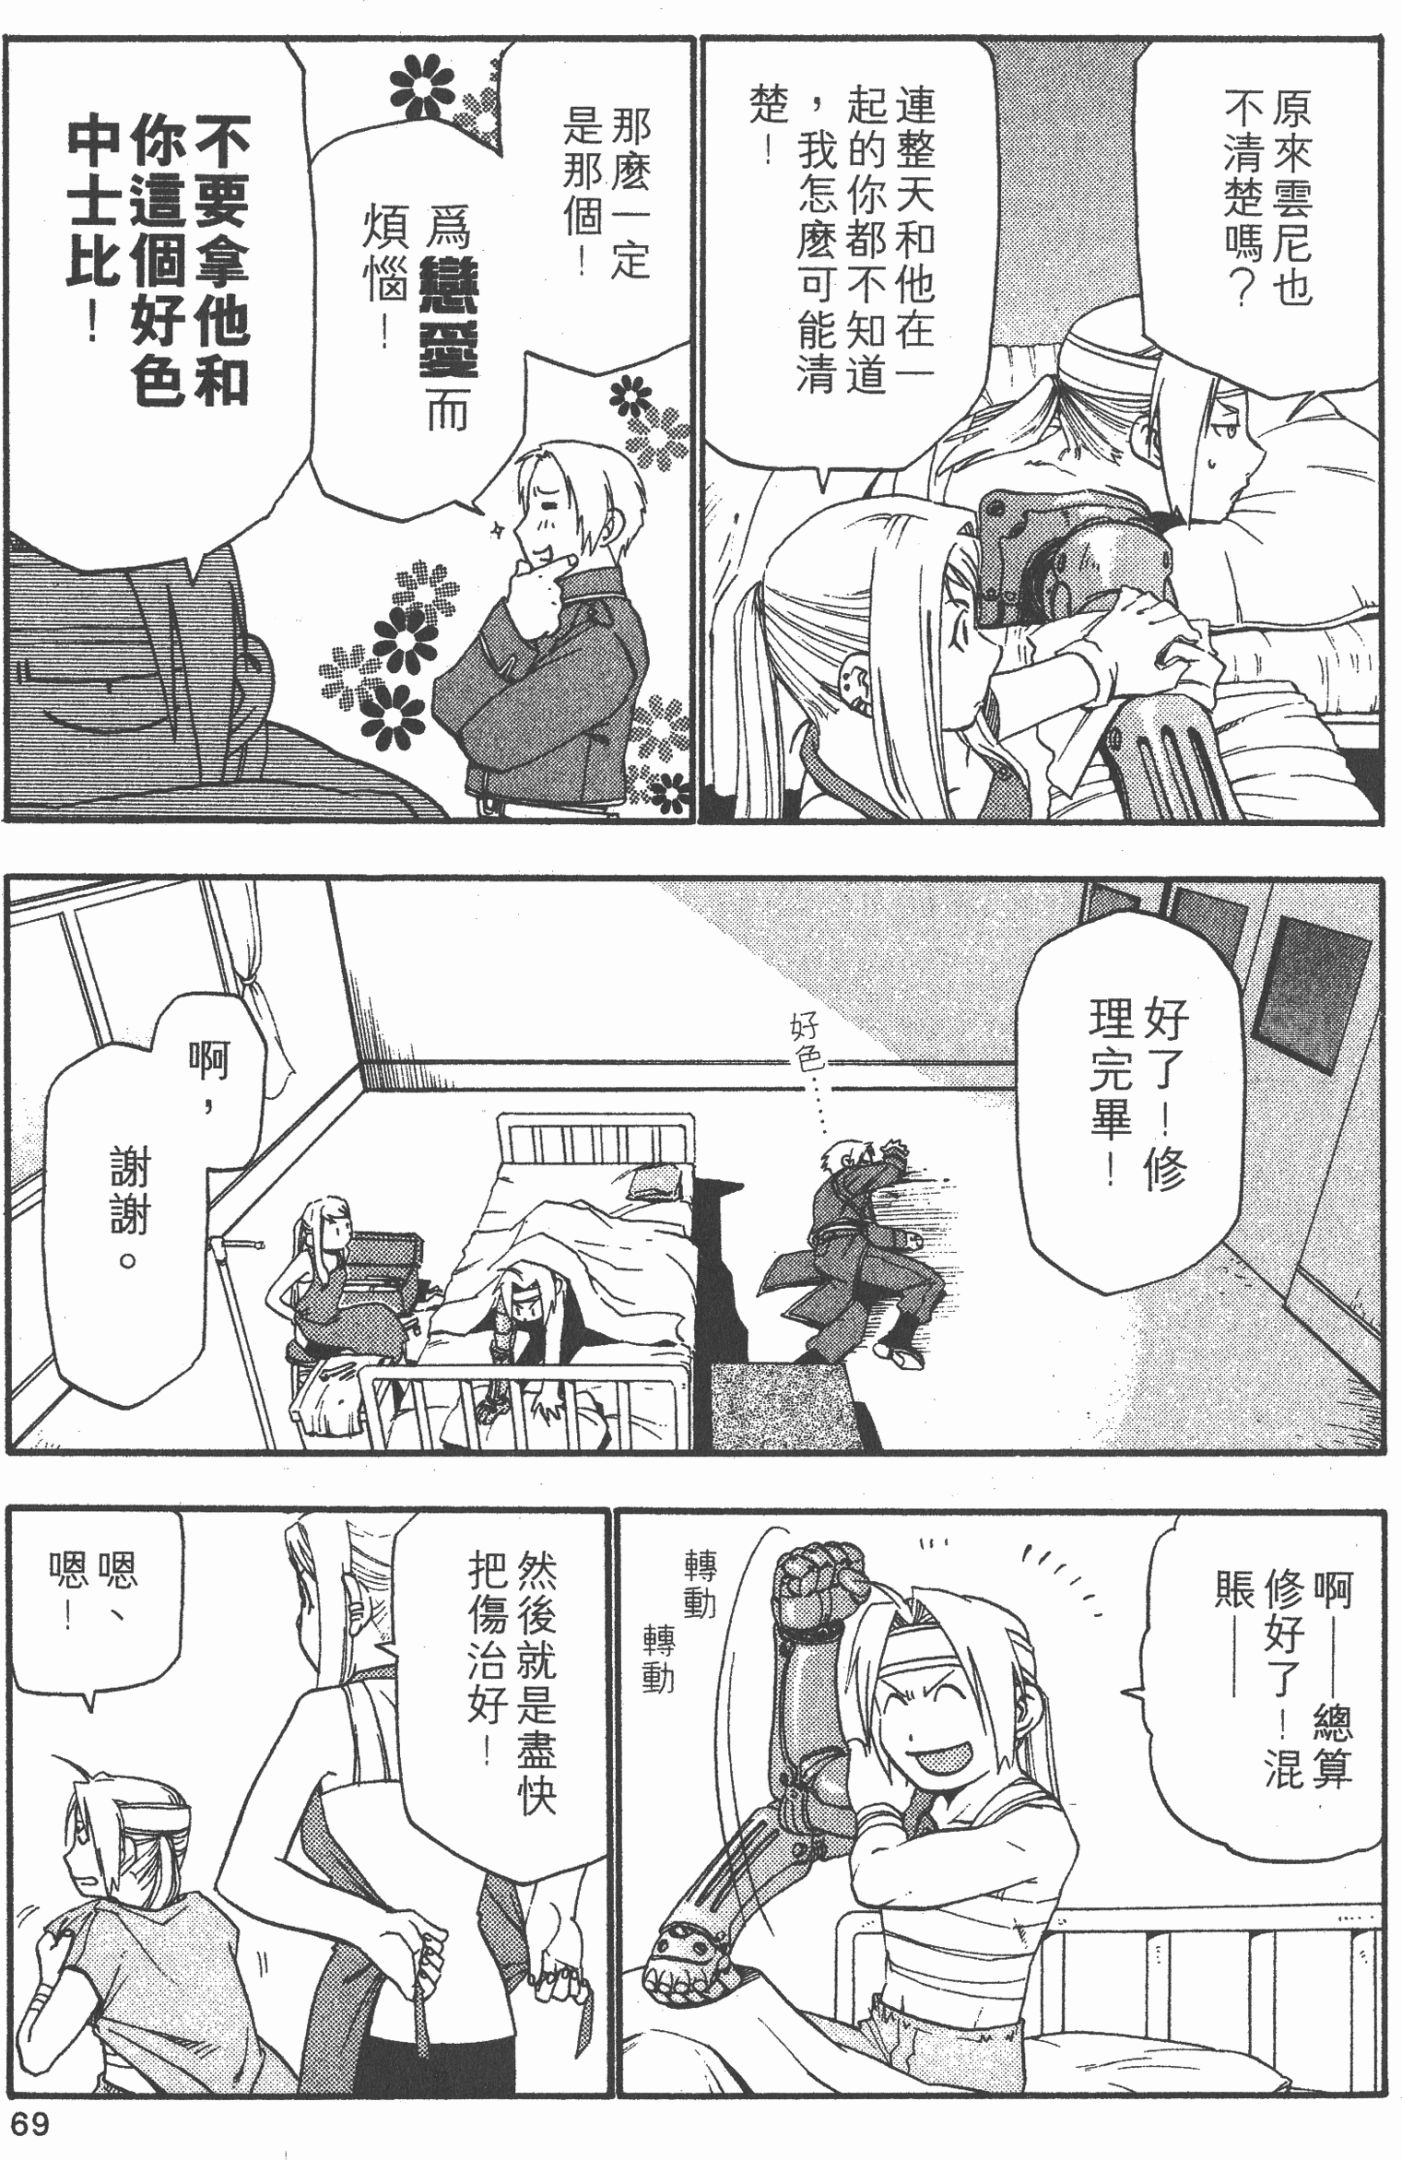 原來雲尼也
不清楚嗎？
連整天和他在一
起的你都不知道
，我怎麽可能清
楚！
那麽一定
是那個！
爲戀愛而
煩惱！
不要拿他和
你這個好色
中士比！
好了！修
理完畢！
好色……
啊，
謝謝。
啊──總算
修好了！混
賬──
轉動
轉動
然後就是盡快
把傷治好！
嗯、
嗯！
69